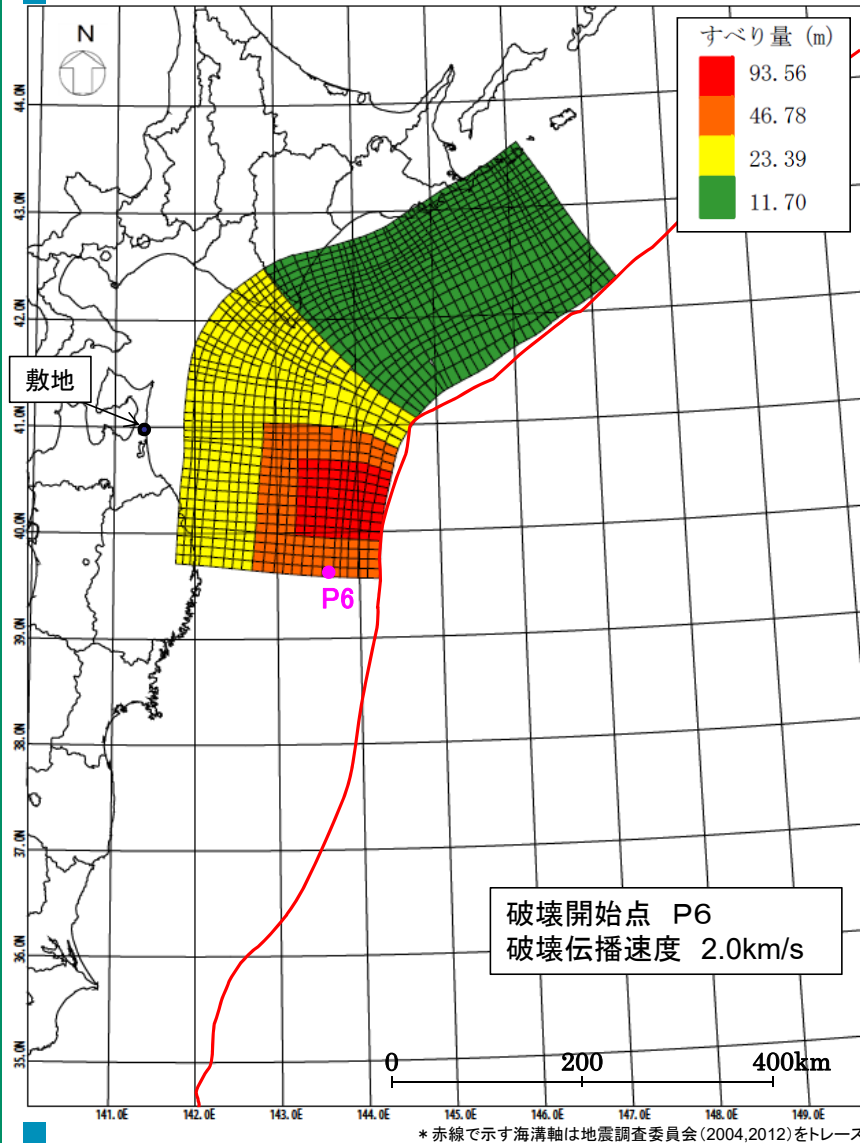 N
すべり量 (m)
93.56
46.78
23.39
11.70
44.0N
43.0N
42.0N
敷地
41.0N
40.0N
P6
39.0N
38.0N
37.0N
破壊開始点 P6
破壊伝播速度 2.0km/s
36.0N
35.0N
0 200 400km
141.0E 142.0E 143.0E 144.0E 145.0E 146.0E 147.0E 148.0E 149.0E
*赤線で示す海溝軸は地震調査委員会(2004,2012)をトレース